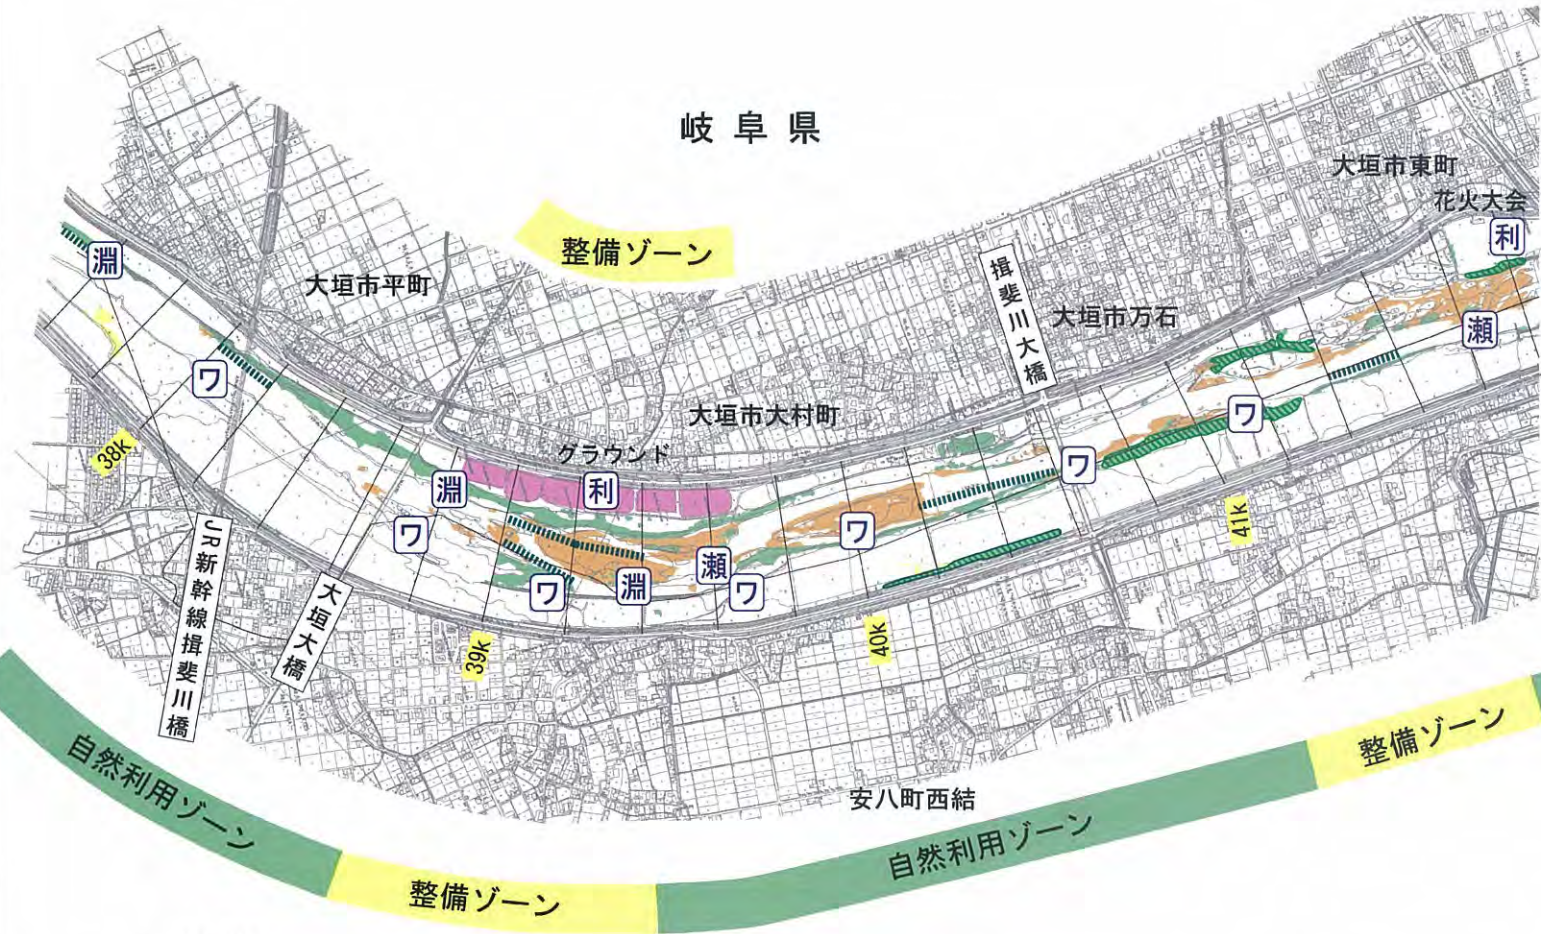 岐阜県
大垣市東町
花火大会
利
整備ゾーン
淵
大垣市平町
揖斐川大橋
大垣市万石
瀬
ワ
大垣市大村町
グラウンド
ワ
38k
淵
利
ワ
41k
ワ
ワ
JR新幹線揖斐川橋
大垣大橋
ワ
淵
瀬
ワ
39k
40k
安八町西結
自然利用ゾーン
整備ゾーン
自然利用ゾーン
整備ゾーン